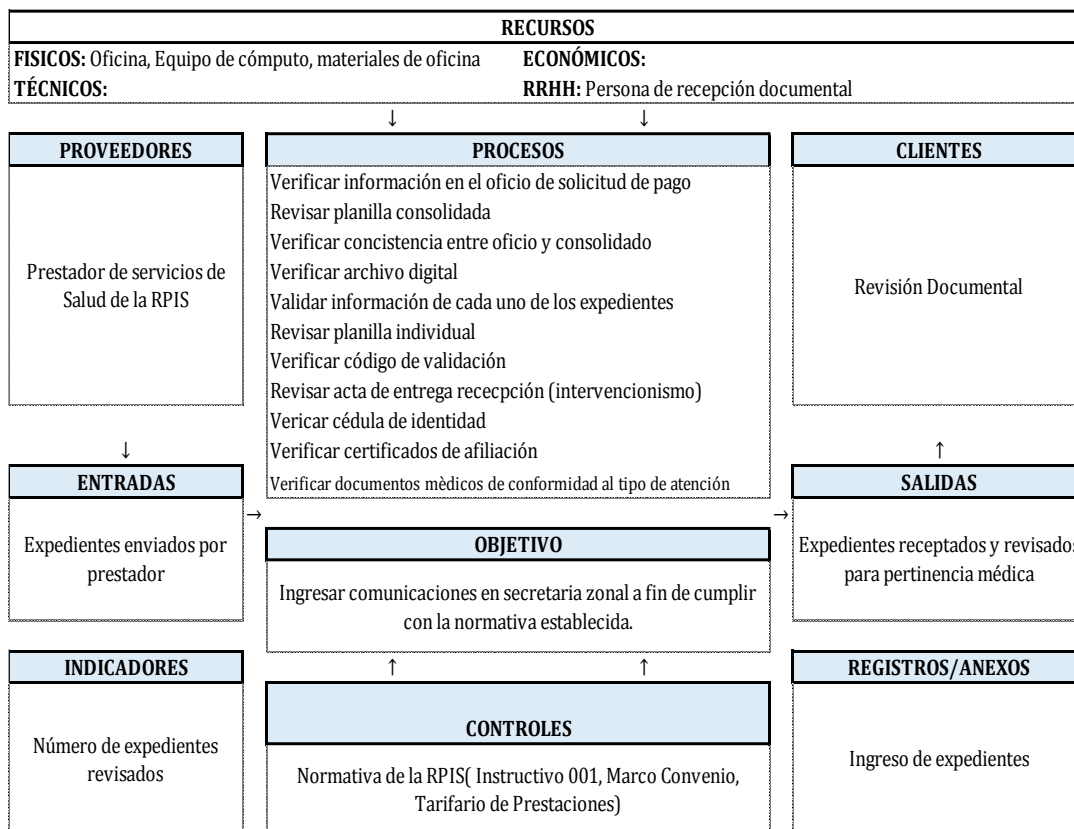 RECURSOS
FISICOS: Oficina, Equipo de cómputo, materiales de oficina ECONÓMICOS:
TÉCNICOS: RRHH: Persona de recepción documental
↓ ↓
PROVEEDORES
Prestador de servicios de
Salud de la RPIS
↓
ENTRADAS
Expedientes enviados por
prestador
→
INDICADORES
Número de expedientes
revisados
PROCESOS
Verificar información en el oficio de solicitud de pago
Revisar planilla consolidada
Verificar concistencia entre oficio y consolidado
Verificar archivo digital
Validar información de cada uno de los expedientes
Revisar planilla individual
Verificar código de validación
Revisar acta de entrega rececpción (intervencionismo)
Vericar cédula de identidad
Verificar certificados de afiliación
Verificar documentos mèdicos de conformidad al tipo de atención
→
OBJETIVO
Ingresar comunicaciones en secretaria zonal a fin de cumplir
con la normativa establecida.
↑ ↑
CONTROLES
Normativa de la RPIS( Instructivo 001, Marco Convenio,
Tarifario de Prestaciones)
CLIENTES
Revisión Documental
↑
SALIDAS
Expedientes receptados y revisados
para pertinencia médica
REGISTROS/ANEXOS
Ingreso de expedientes